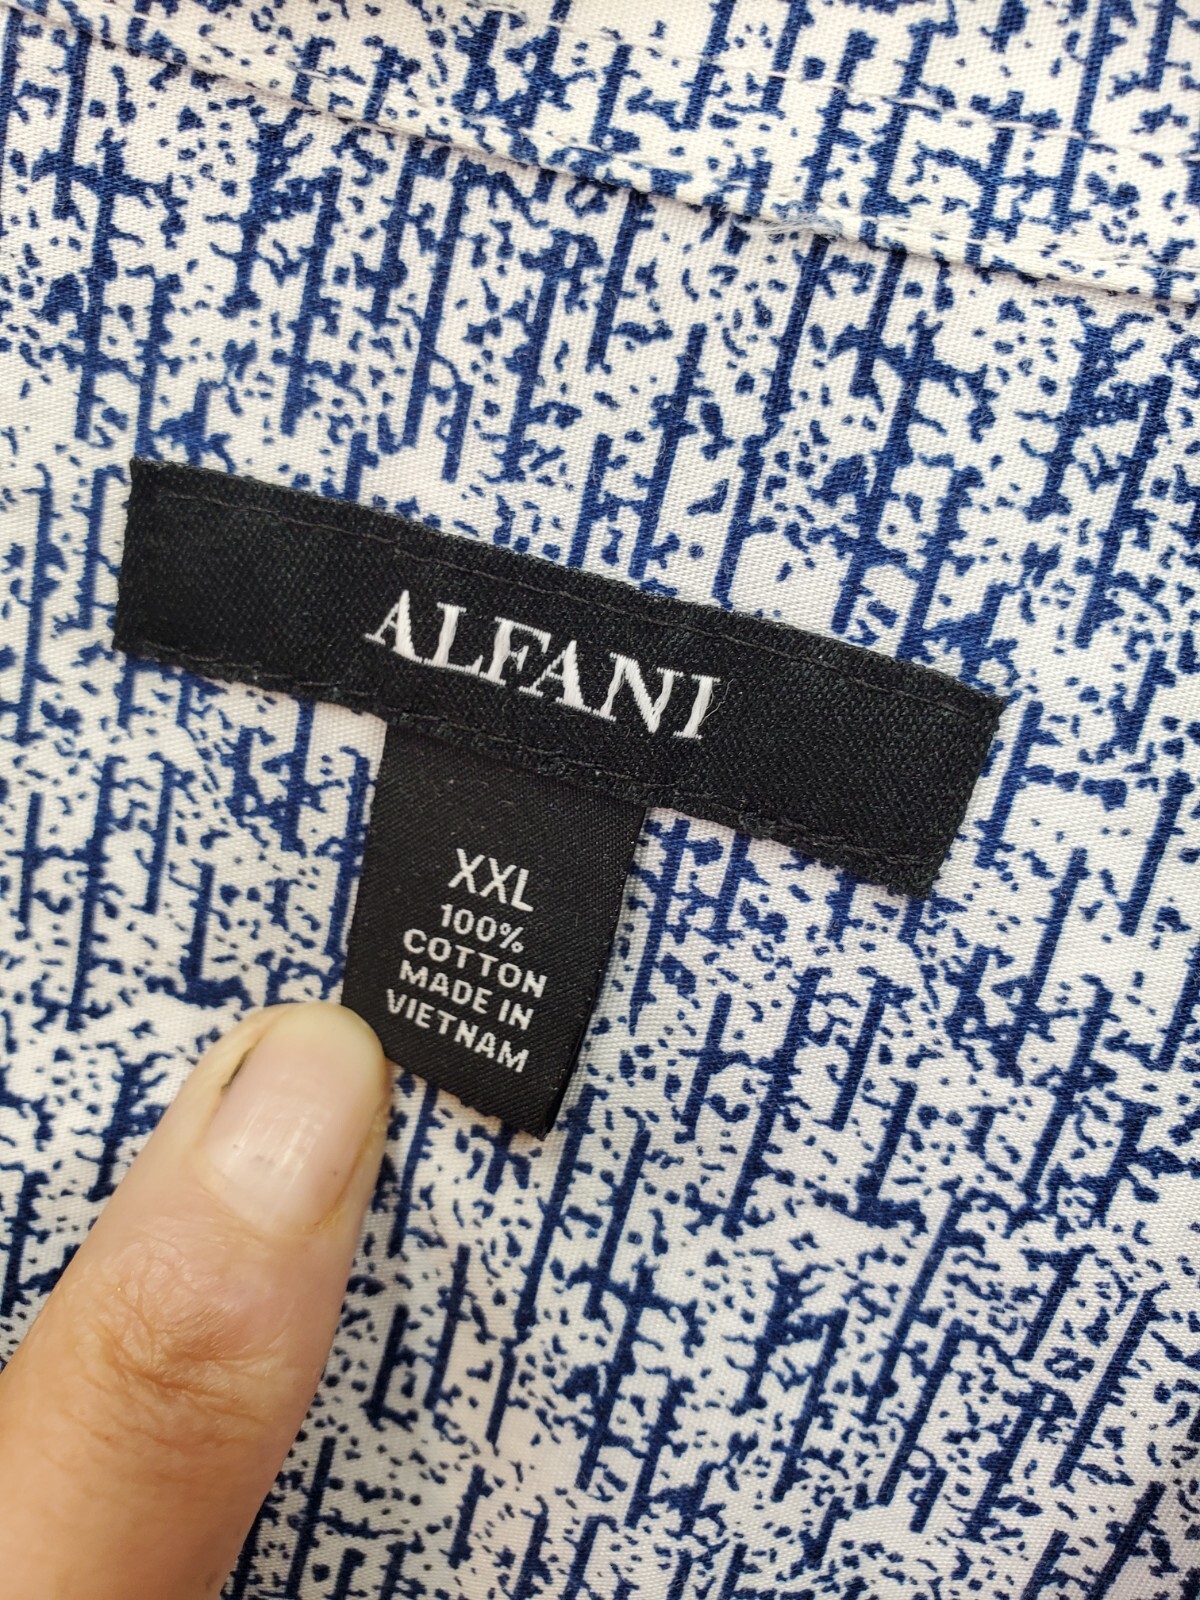 ALFANI
XXL
100%
COTTON
MADE IN
VIETNAM